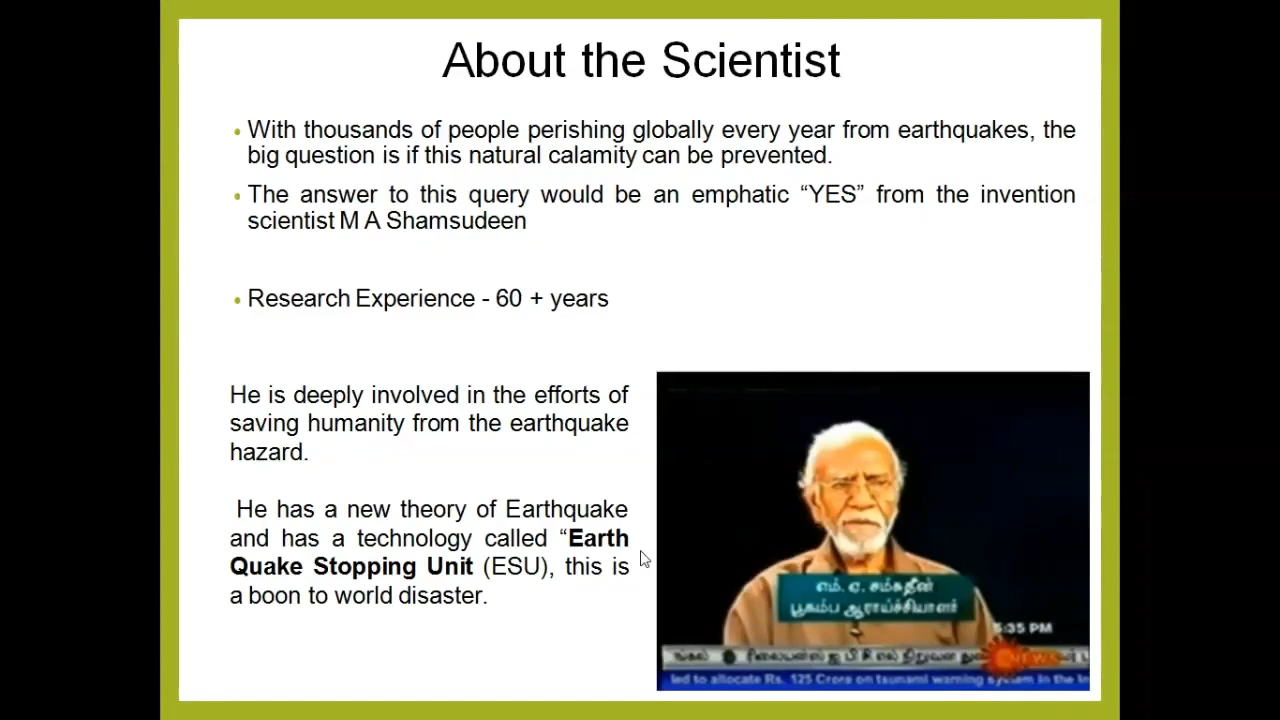 About the Scientist
• With thousands of people perishing globally every year from earthquakes, the
big question is if this natural calamity can be prevented.
• The answer to this query would be an emphatic “YES” from the invention
scientist M A Shamsudeen
• Research Experience - 60 + years
He is deeply involved in the efforts of
saving humanity from the earthquake
hazard.
He has a new theory of Earthquake
and has a technology called “Earth
Quake Stopping Unit (ESU), this is
a boon to world disaster.
எம். ஏ. சம்சுதீன்
பூகம்ப ஆராய்ச்சியாளர்
5:35 PM
ரிலையன்ஸ் ஐ பி சி எல் நிறுவன
NEWS
led to allocate Rs. 125 Crore on tsunami warning system in the In